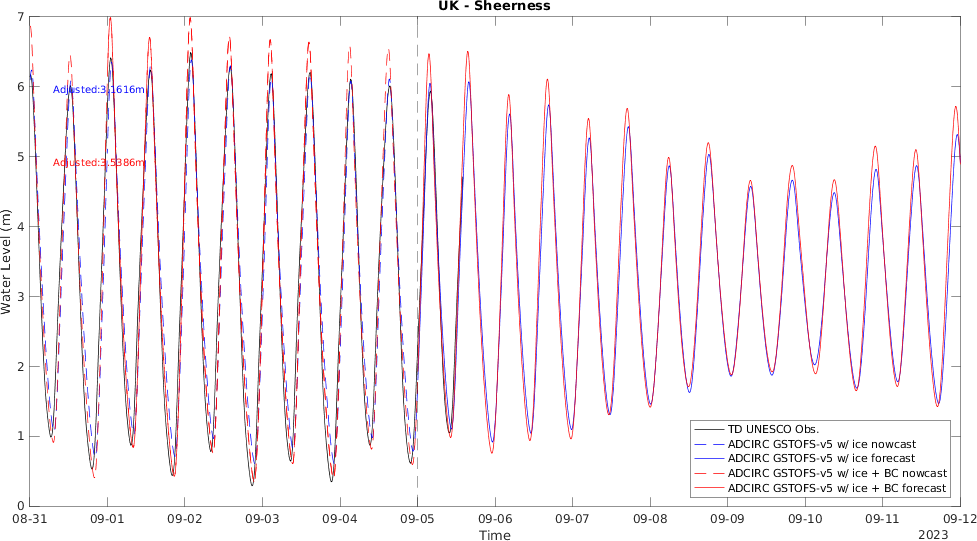 UK - Sheerness
7
6
5
4
3
2
1
0
Water Level (m)
Adjusted:3.1616m
Adjusted:3.5386m
TD UNESCO Obs.
ADCIRC GSTOFS-v5 w/ ice nowcast
ADCIRC GSTOFS-v5 w/ ice forecast
ADCIRC GSTOFS-v5 w/ ice + BC nowcast
ADCIRC GSTOFS-v5 w/ ice + BC forecast
08-31 09-01 09-02 09-03 09-04 09-05 09-06 09-07 09-08 09-09 09-10 09-11 09-12
Time
2023